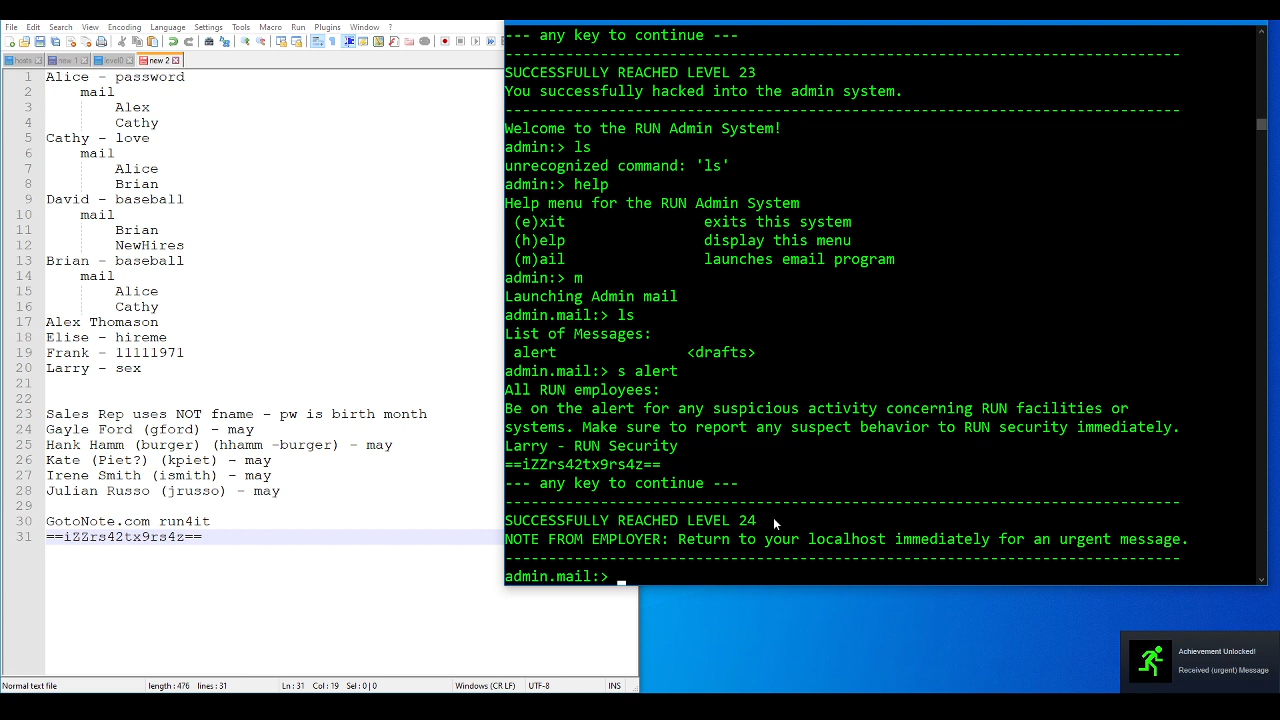 File Edit Search View Encoding Language Settings Tools Macro Run Plugins Window ?
new 1 level0 new 2
1 Alice - password
2 mail
3 Alex
4 Cathy
5 Cathy - love
6 mail
7 Alice
8 Brian
9 David - baseball
10 mail
11 Brian
12 NewHires
13 Brian - baseball
14 mail
15 Alice
16 Cathy
17 Alex Thomason
18 Elise - hireme
19 Frank - 11111971
20 Larry - sex
21
22
23 Sales Rep uses NOT fname - pw is birth month
24 Gayle Ford (gford) - may
25 Hank Hamm (burger) (hhamm -burger) - may
26 Kate (Piet?) (kpiet) - may
27 Irene Smith (ismith) - may
28 Julian Russo (jrusso) - may
29
30 GotoNote.com run4it
31 ==iZZrs42tx9rs4z==
Normal text file length : 476 lines : 31 Ln : 31 Col : 19 Sel : 0 | 0 Windows (CR LF) UTF-8 INS
--- any key to continue ---
------------------------------------------------------------------------------
SUCCESSFULLY REACHED LEVEL 23
You successfully hacked into the admin system.
------------------------------------------------------------------------------
Welcome to the RUN Admin System!
admin:> ls
unrecognized command: 'ls'
admin:> help
Help menu for the RUN Admin System
(e)xit exits this system
(h)elp display this menu
(m)ail launches email program
admin:> m
Launching Admin mail
admin.mail:> ls
List of Messages:
alert <drafts>
admin.mail:> s alert
All RUN employees:
Be on the alert for any suspicious activity concerning RUN facilities or
systems. Make sure to report any suspect behavior to RUN security immediately.
Larry - RUN Security
==iZZrs42tx9rs4z==
--- any key to continue ---
------------------------------------------------------------------------------
SUCCESSFULLY REACHED LEVEL 24
NOTE FROM EMPLOYER: Return to your localhost immediately for an urgent message.
------------------------------------------------------------------------------
admin.mail:>
Achievement Unlocked!
Received (urgent) Message